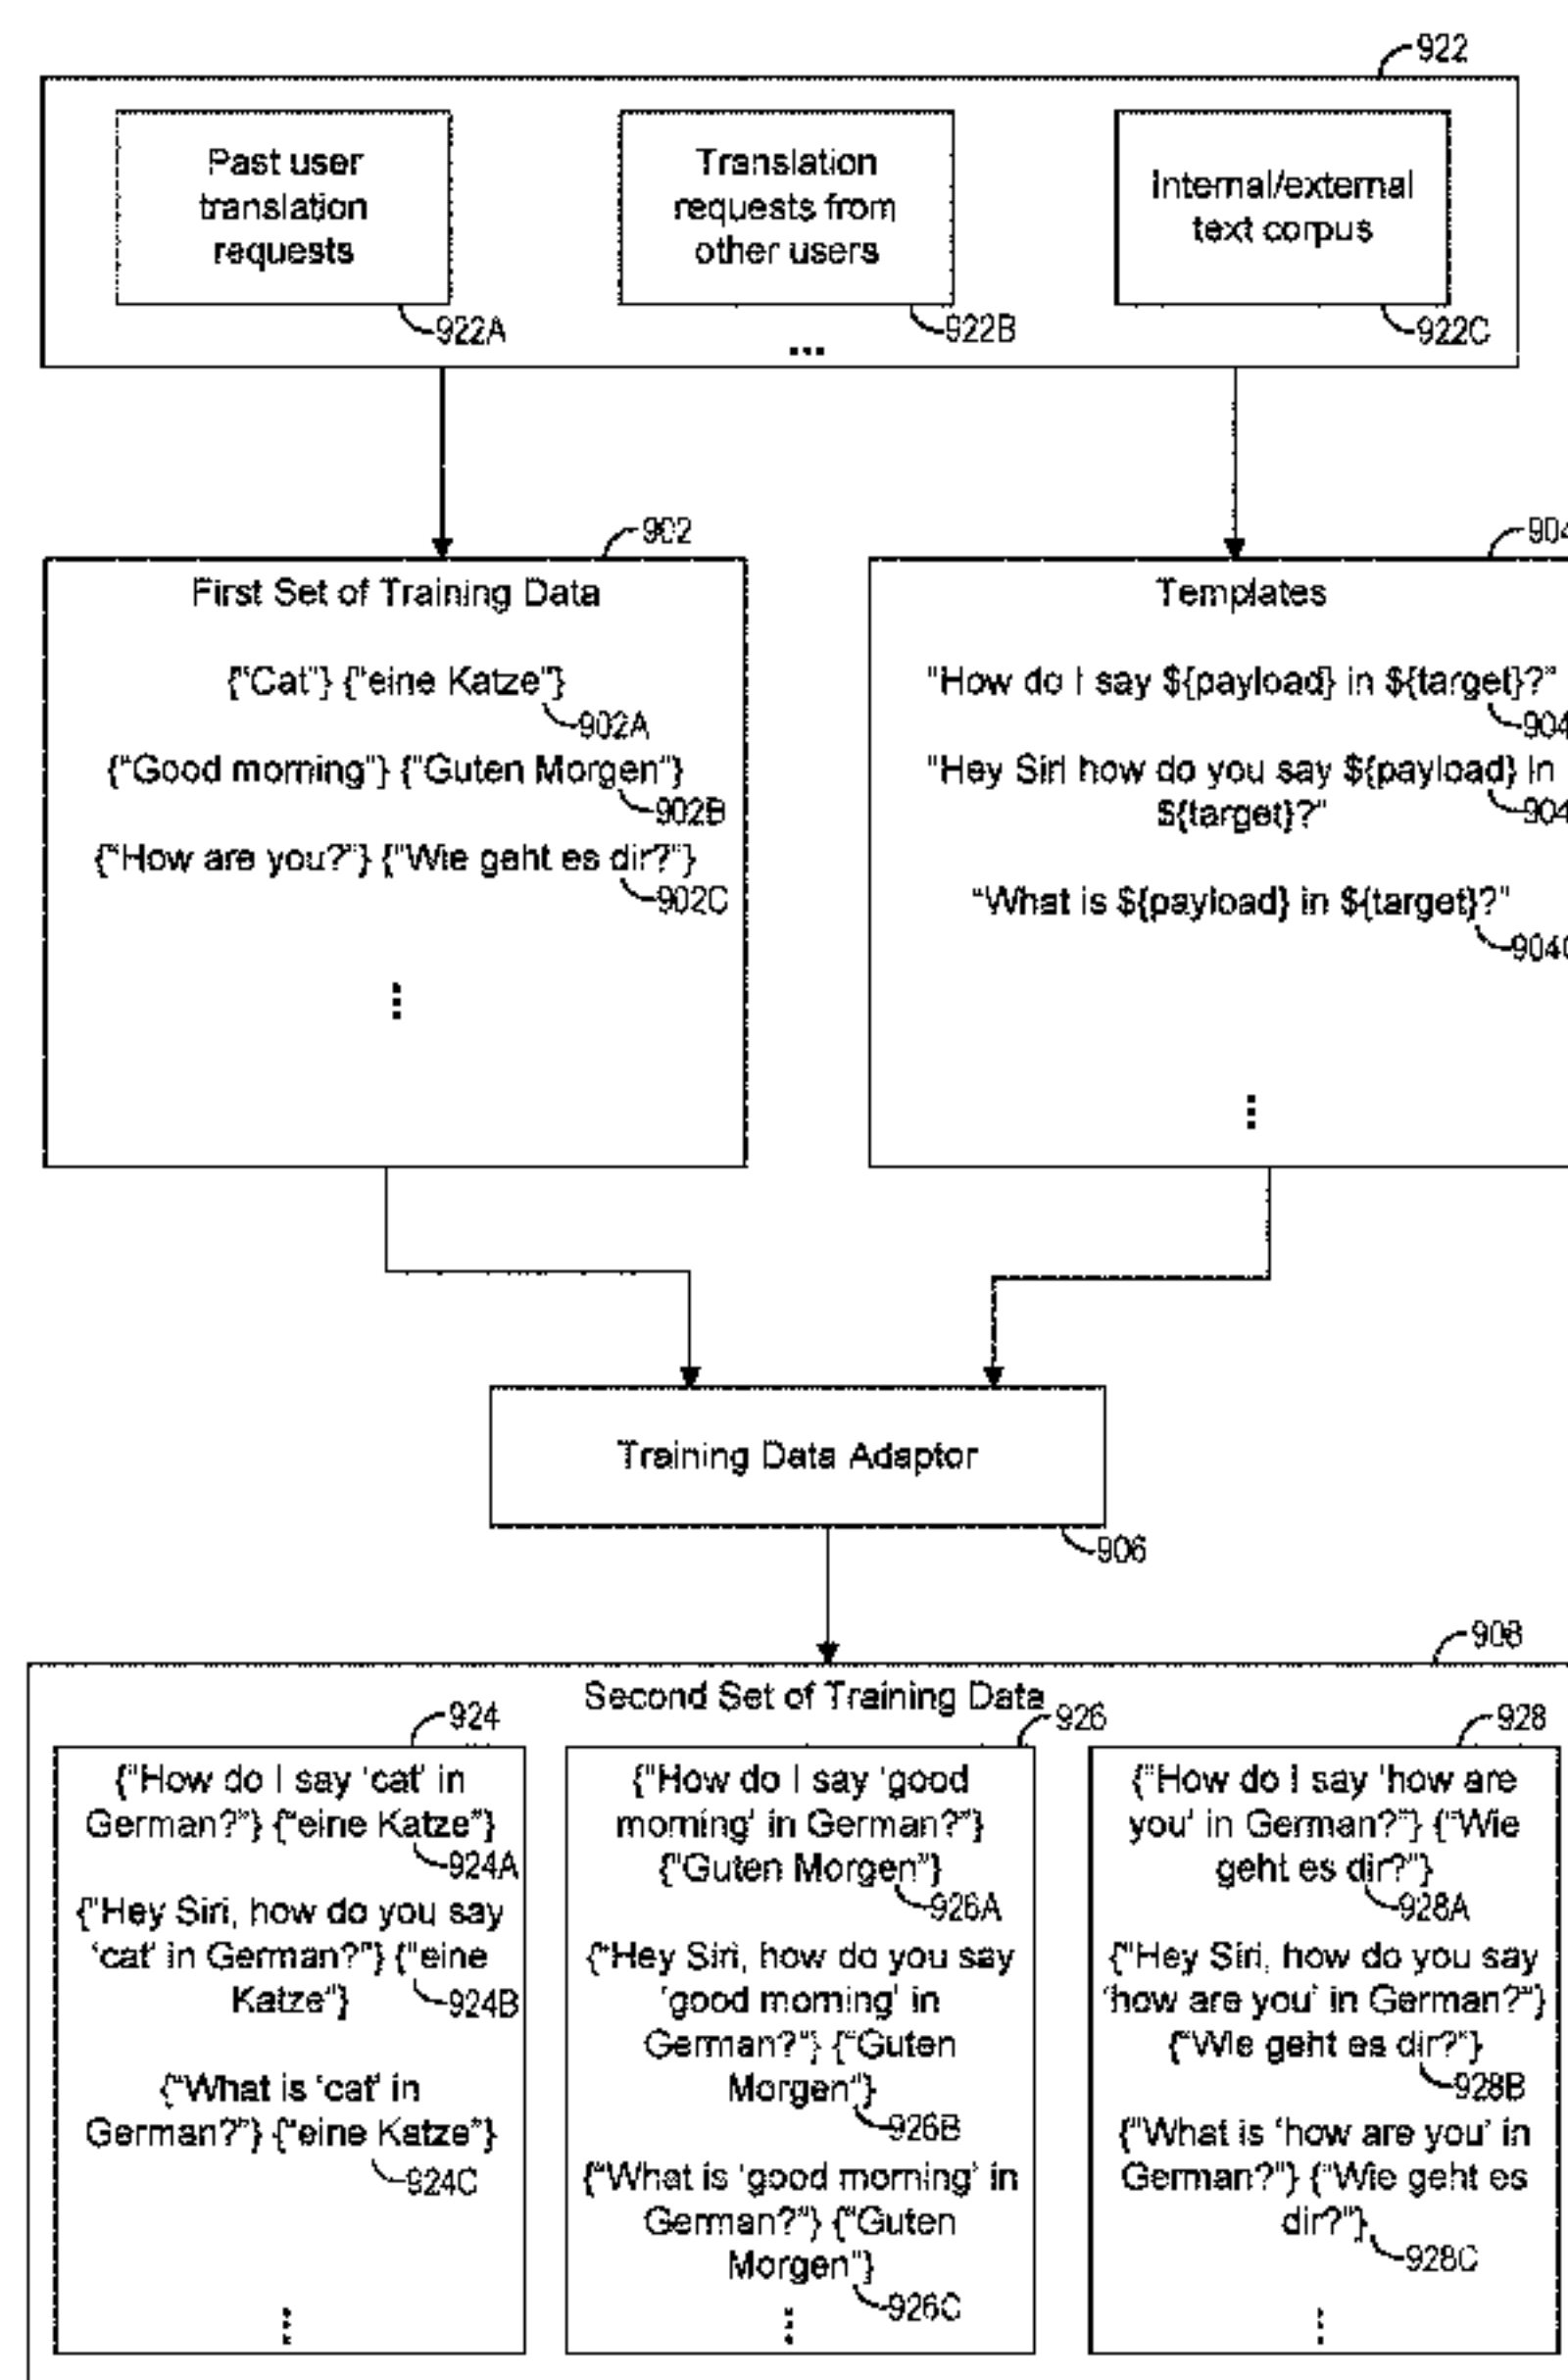 922
Past user
translation
requests
922A
Translation
requests from
other users
922B
Internal/external
text corpus
922C
...
902
First Set of Training Data
{"Cat"} {"eine Katze"}
902A
{"Good morning"} {"Guten Morgen"}
902B
{"How are you?"} {"Wie geht es dir?"}
902C
904
Templates
"How do I say ${payload} in ${target}?"
904
"Hey Siri how do you say ${payload} in
${target}?"
904
"What is ${payload} in ${target}?"
904C
Training Data Adaptor
906
908
Second Set of Training Data
924
{"How do I say 'cat' in
German?"} {"eine Katze"}
924A
{"Hey Siri, how do you say
'cat' in German?"} {"eine
Katze"}
924B
{"What is 'cat' in
German?"} {"eine Katze"}
924C
926
{"How do I say 'good
morning' in German?"}
{"Guten Morgen"}
926A
{"Hey Siri, how do you say
'good morning' in
German?"} {"Guten
Morgen"}
926B
{"What is 'good morning' in
German?"} {"Guten
Morgen"}
926C
928
{"How do I say 'how are
you' in German?"} {"Wie
geht es dir?"}
928A
{"Hey Siri, how do you say
'how are you' in German?"}
{"Wie geht es dir?"}
928B
{"What is 'how are you' in
German?"} {"Wie geht es
dir?"}
928C